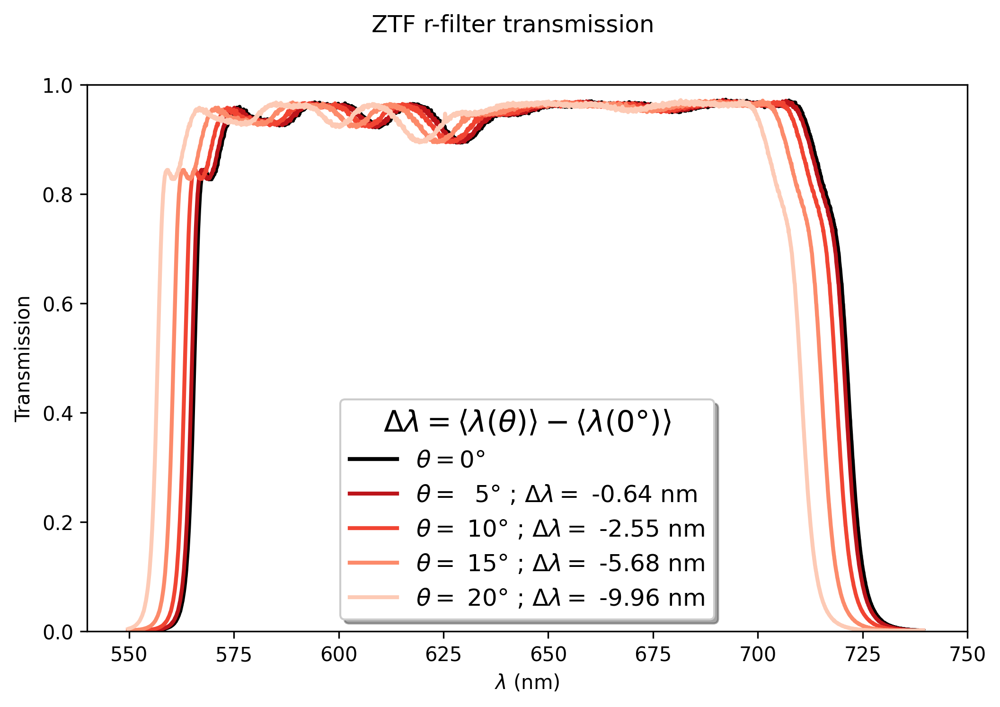 ZTF r-filter transmission
1.0
0.8
0.6
0.4
0.2
0.0
Transmission
Δλ = ⟨λ(θ)⟩ − ⟨λ(0°)⟩
θ = 0°
θ = 5° ; Δλ = -0.64 nm
θ = 10° ; Δλ = -2.55 nm
θ = 15° ; Δλ = -5.68 nm
θ = 20° ; Δλ = -9.96 nm
550 575 600 625 650 675 700 725 750
λ (nm)